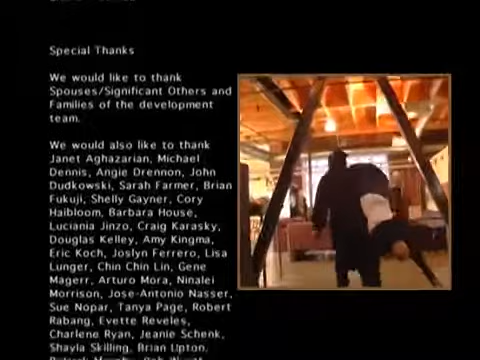 Special Thanks
We would like to thank
Spouses/Significant Others and
Families of the development
team.
We would also like to thank
Janet Aghazarian, Michael
Dennis, Angie Drennon, John
Dudkowski, Sarah Farmer, Brian
Fukuji, Shelly Gayner, Cory
Haibloom, Barbara House,
Luciania Jinzo, Craig Karasky,
Douglas Kelley, Amy Kingma,
Eric Koch, Joslyn Ferrero, Lisa
Lunger, Chin Chin Lin, Gene
Magerr, Arturo Mora, Ninalei
Morrison, Jose-Antonio Nasser,
Sue Nopar, Tanya Page, Robert
Rabang, Evette Reveles,
Charlene Ryan, Jeanie Schenk,
Shayla Skilling, Brian Upton,